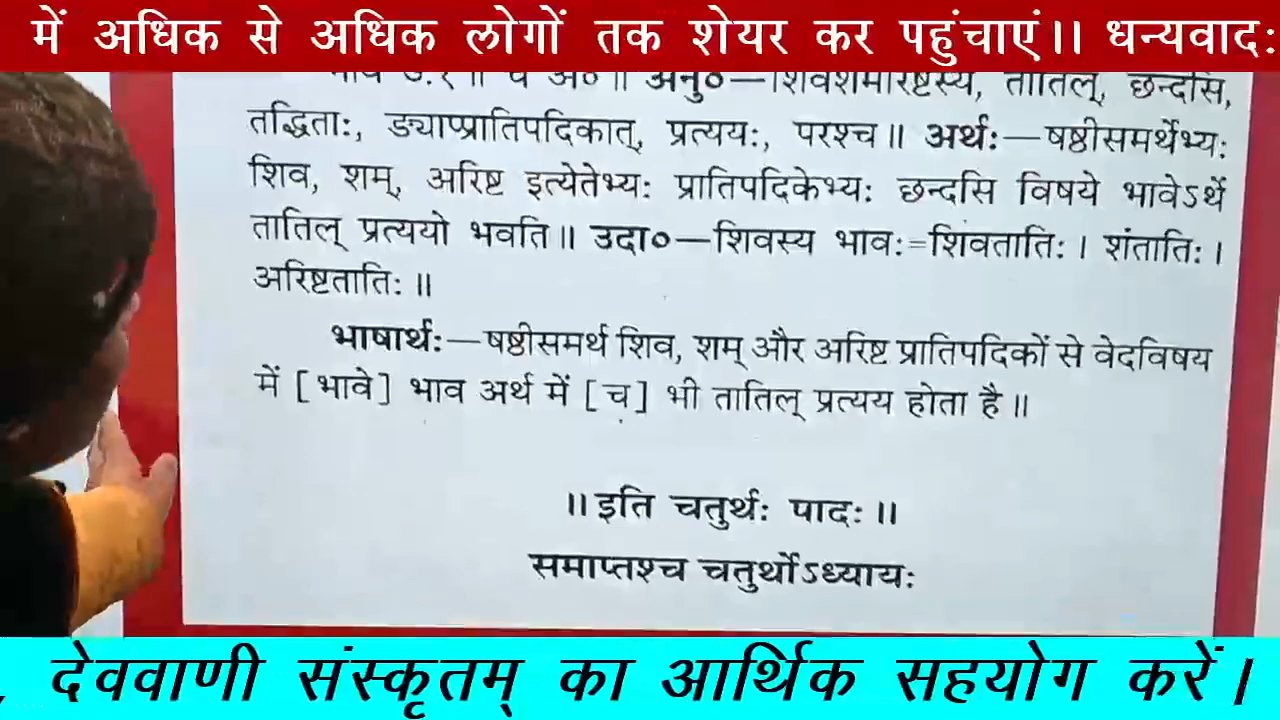 में अधिक से अधिक लोगों तक शेयर कर पहुंचाएं।। धन्यवादः
अनु०—शिवशमरिष्टस्य, तातिल्, छन्दसि,
तद्धिताः, ङ्याप्प्रातिपदिकात्, प्रत्ययः, परश्च॥ अर्थः—षष्ठीसमर्थेभ्यः
शिव, शम्, अरिष्ट इत्येतेभ्यः प्रातिपदिकेभ्यः छन्दसि विषये भावेऽर्थे
तातिल् प्रत्ययो भवति॥ उदा०—शिवस्य भावः=शिवतातिः। शंतातिः।
अरिष्टतातिः॥
भाषार्थः—षष्ठीसमर्थ शिव, शम् और अरिष्ट प्रातिपदिकों से वेदविषय
में [भावे] भाव अर्थ में [च] भी तातिल् प्रत्यय होता है॥
॥इति चतुर्थः पादः॥
समाप्तश्च चतुर्थोऽध्यायः
, देववाणी संस्कृतम् का आर्थिक सहयोग करें।